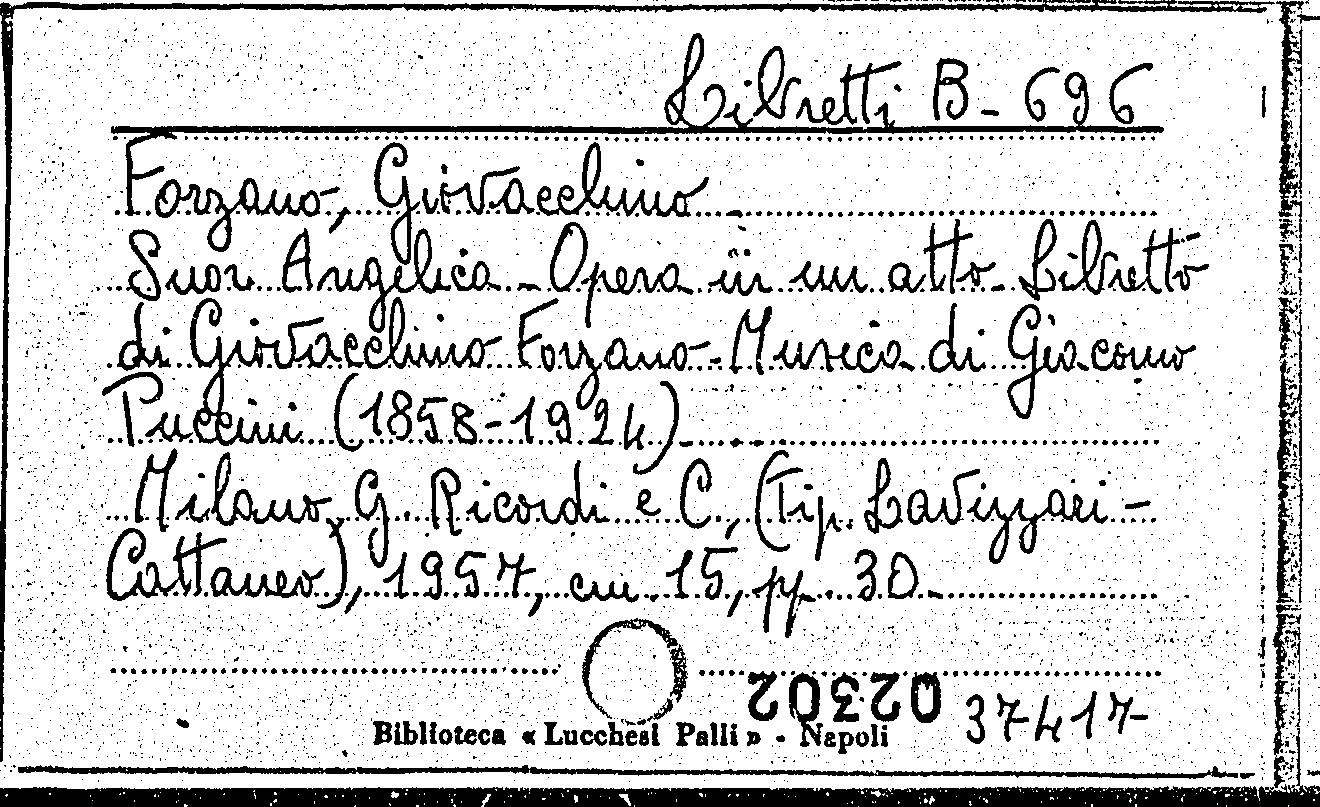 Libretti B-696
Forzano, Giovacchino -
Suor Angelica - Opera in un atto - Libretto
di Giovacchino Forzano - Musica di Giacomo
Puccini (1858-1924) -
Milano, G. Ricordi e C., (Tip. Lavizzari -
Cattaneo), 1957, cm. 15, pp. 30 -
02302 37417
Biblioteca « Lucchesi Palli » - Napoli